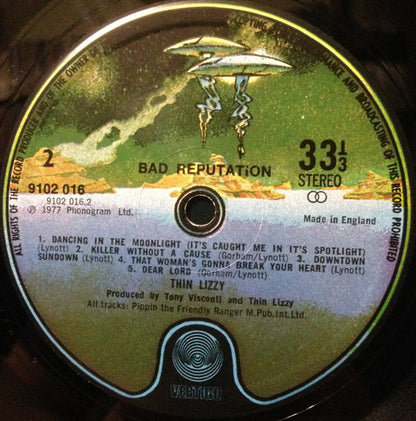 ALL RIGHTS OF THE RECORD PRODUCER AND OF THE OWNER
MANCE AND BROADCASTING OF THIS RECORD PROHIBITED
2
BAD REPUTATION
33 1/3
STEREO
9102 016
9102 016.2
℗ 1977 Phonogram Ltd.
Made in England
1. DANCING IN THE MOONLIGHT (IT'S CAUGHT ME IN IT'S SPOTLIGHT)
(Lynott) 2. KILLER WITHOUT A CAUSE (Gorham/Lynott) 3. DOWNTOWN
SUNDOWN (Lynott) 4. THAT WOMAN'S GONNA BREAK YOUR HEART (Lynott)
5. DEAR LORD (Gorham/Lynott)
THIN LIZZY
Produced by Tony Visconti and Thin Lizzy
All tracks: Pippin the Friendly Ranger M.Pub.Int.Ltd.
VERTIGO